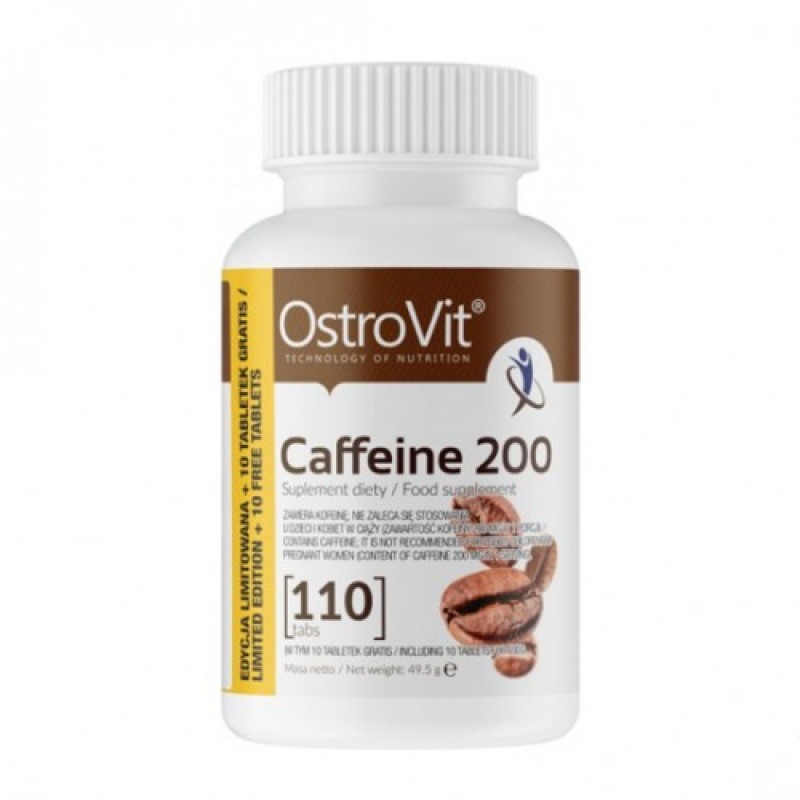 OstroVit®
TECHNOLOGY OF NUTRITION
EDYCJA LIMITOWANA + 10 TABLETEK GRATIS /
LIMITED EDITION + 10 FREE TABLETS
Caffeine 200
Suplement diety / Food supplement
ZAWIERA KOFEINĘ; NIE ZALECA SIĘ STOSOWANIA
U DZIECI I KOBIET W CIĄŻY (ZAWARTOŚĆ KOFEINY PORCJI) /
CONTAINS CAFFEINE; IT IS NOT RECOMMENDED
PREGNANT WOMEN (CONTENT OF CAFFEINE 200 MG
[110]
tabs
(W TYM 10 TABLETEK GRATIS / INCLUDING 10 TABLETS
Masa netto / Net weight: 49.5 g ℮